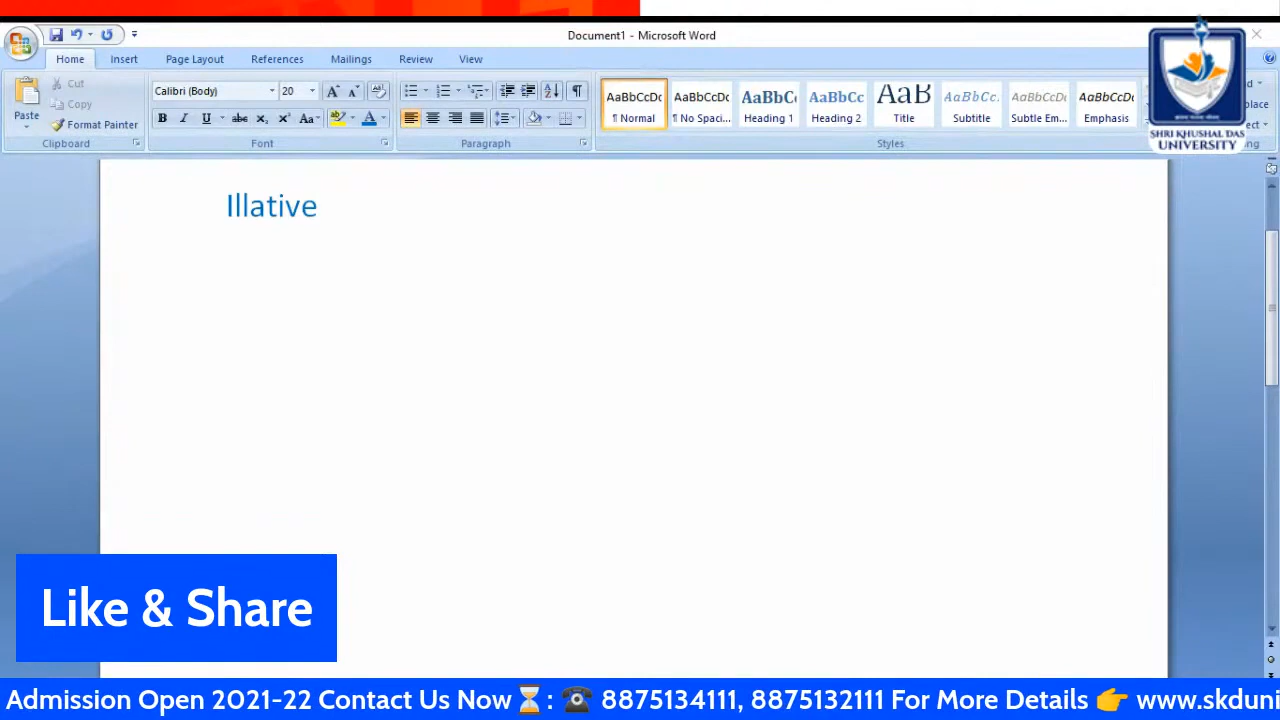 Document1 - Microsoft Word
Home Insert Page Layout References Mailings Review View
Paste
Cut
Copy
Format Painter
Clipboard
Calibri (Body) 20
Font
Paragraph
AaBbCcDc AaBbCcDc AaBbC AaBbCc AaB AaBbCc. AaBbCcDc AaBbCcDc
¶ Normal ¶ No Spaci... Heading 1 Heading 2 Title Subtitle Subtle Em... Emphasis
Styles
SHRI KHUSHAL DAS
UNIVERSITY
Illative
Like & Share
Admission Open 2021-22 Contact Us Now⌛: ☎ 8875134111, 8875132111 For More Details 👉 www.skduni